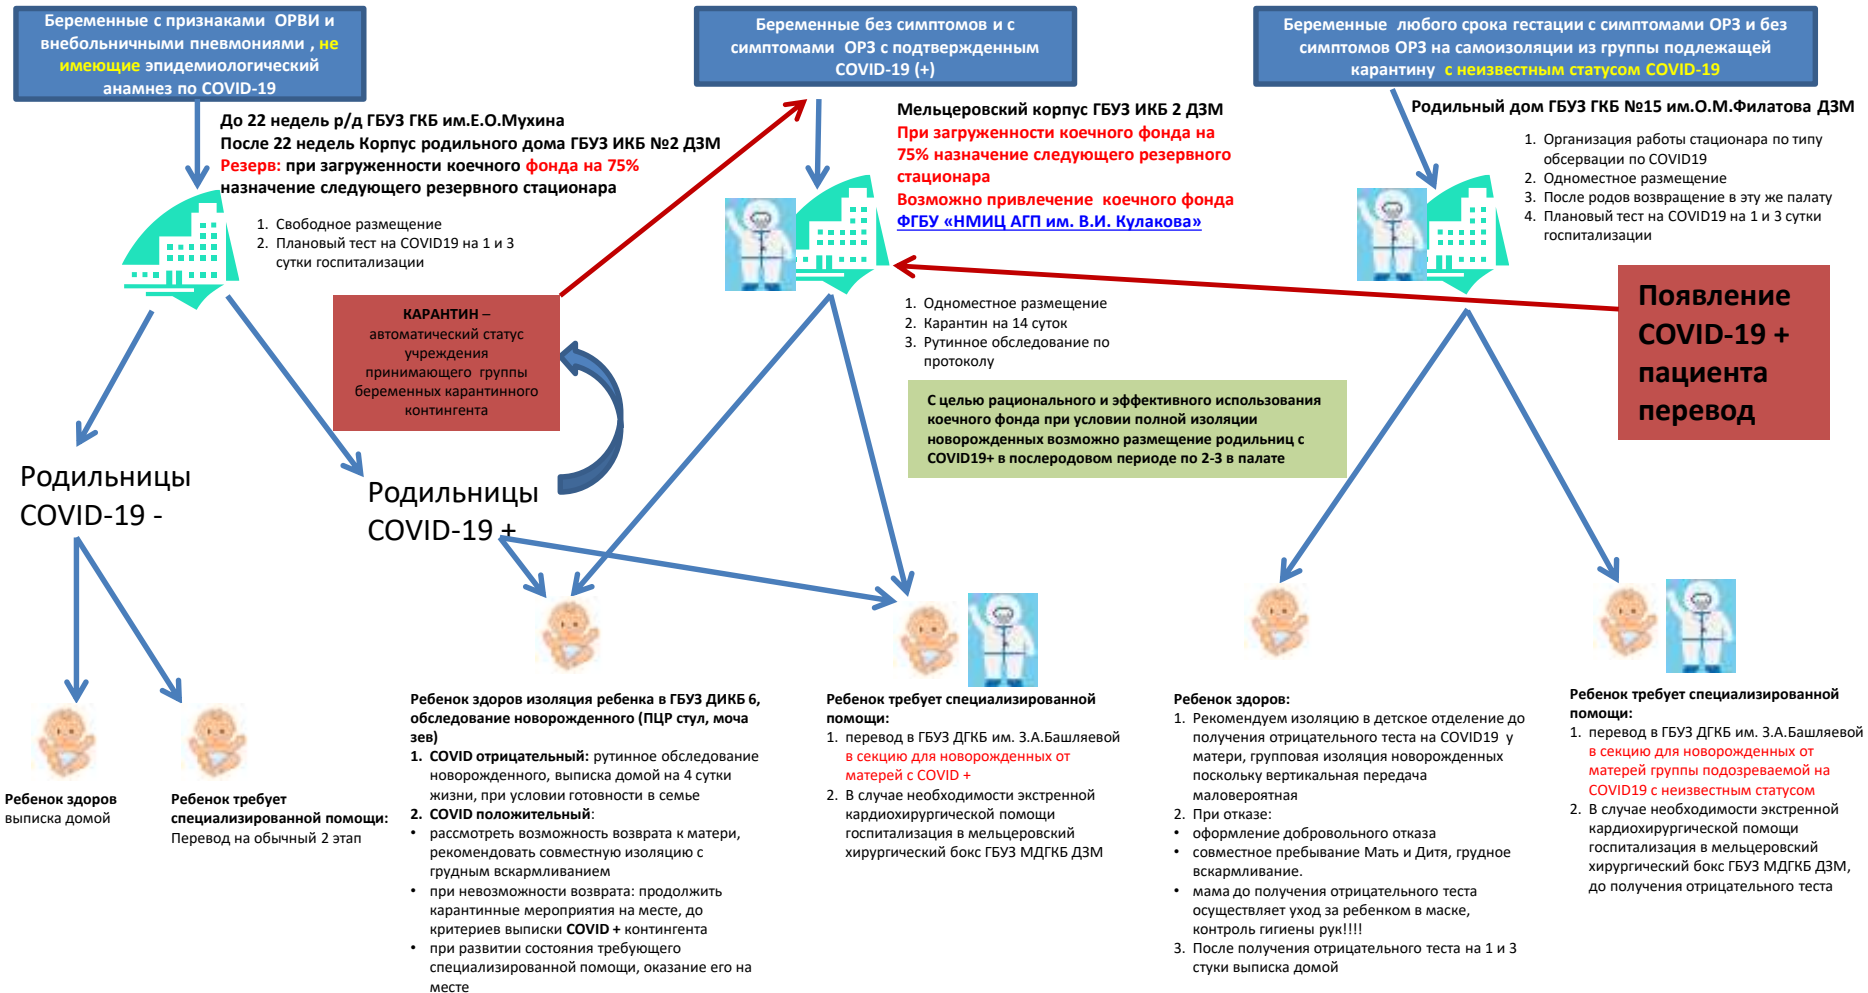 Беременные с признаками ОРВИ и
внебольничными пневмониями , не
имеющие эпидемиологический
анамнез по COVID-19
Беременные без симптомов и с
симптомами ОРЗ с подтвержденным
COVID-19 (+)
Беременные любого срока гестации с симптомами ОРЗ и без
симптомов ОРЗ на самоизоляции из группы подлежащей
карантину с неизвестным статусом COVID-19
До 22 недель р/д ГБУЗ ГКБ им.Е.О.Мухина
После 22 недель Корпус родильного дома ГБУЗ ИКБ №2 ДЗМ
Резерв: при загруженности коечного фонда на 75%
назначение следующего резервного стационара
1. Свободное размещение
2. Плановый тест на COVID19 на 1 и 3
сутки госпитализации
Мельцеровский корпус ГБУЗ ИКБ 2 ДЗМ
При загруженности коечного фонда на
75% назначение следующего резервного
стационара
Возможно привлечение коечного фонда
ФГБУ «НМИЦ АГП им. В.И. Кулакова»
Родильный дом ГБУЗ ГКБ №15 им.О.М.Филатова ДЗМ
1. Организация работы стационара по типу
обсервации по COVID19
2. Одноместное размещение
3. После родов возвращение в эту же палату
4. Плановый тест на COVID19 на 1 и 3 сутки
госпитализации
КАРАНТИН –
автоматический статус
учреждения
принимающего группы
беременных карантинного
контингента
1. Одноместное размещение
2. Карантин на 14 суток
3. Рутинное обследование по
протоколу
Появление
COVID-19 +
пациента
перевод
С целью рационального и эффективного использования
коечного фонда при условии полной изоляции
новорожденных возможно размещение родильниц с
COVID19+ в послеродовом периоде по 2-3 в палате
Родильницы
COVID-19 -
Родильницы
COVID-19 +
Ребенок здоров
выписка домой
Ребенок требует
специализированной помощи:
Перевод на обычный 2 этап
Ребенок здоров изоляция ребенка в ГБУЗ ДИКБ 6,
обследование новорожденного (ПЦР стул, моча
зев)
1. COVID отрицательный: рутинное обследование
новорожденного, выписка домой на 4 сутки
жизни, при условии готовности в семье
2. COVID положительный:
• рассмотреть возможность возврата к матери,
рекомендовать совместную изоляцию с
грудным вскармливанием
• при невозможности возврата: продолжить
карантинные мероприятия на месте, до
критериев выписки COVID + контингента
• при развитии состояния требующего
специализированной помощи, оказание его на
месте
Ребенок требует специализированной
помощи:
1. перевод в ГБУЗ ДГКБ им. З.А.Башляевой
в секцию для новорожденных от
матерей с COVID +
2. В случае необходимости экстренной
кардиохирургической помощи
госпитализация в мельцеровский
хирургический бокс ГБУЗ МДГКБ ДЗМ
Ребенок здоров:
1. Рекомендуем изоляцию в детское отделение до
получения отрицательного теста на COVID19 у
матери, групповая изоляция новорожденных
поскольку вертикальная передача
маловероятная
2. При отказе:
• оформление добровольного отказа
• совместное пребывание Мать и Дитя, грудное
вскармливание.
• мама до получения отрицательного теста
осуществляет уход за ребенком в маске,
контроль гигиены рук!!!!
3. После получения отрицательного теста на 1 и 3
стуки выписка домой
Ребенок требует специализированной
помощи:
1. перевод в ГБУЗ ДГКБ им. З.А.Башляевой
в секцию для новорожденных от
матерей группы подозреваемой на
COVID19 с неизвестным статусом
2. В случае необходимости экстренной
кардиохирургической помощи
госпитализация в мельцеровский
хирургический бокс ГБУЗ МДГКБ ДЗМ,
до получения отрицательного теста